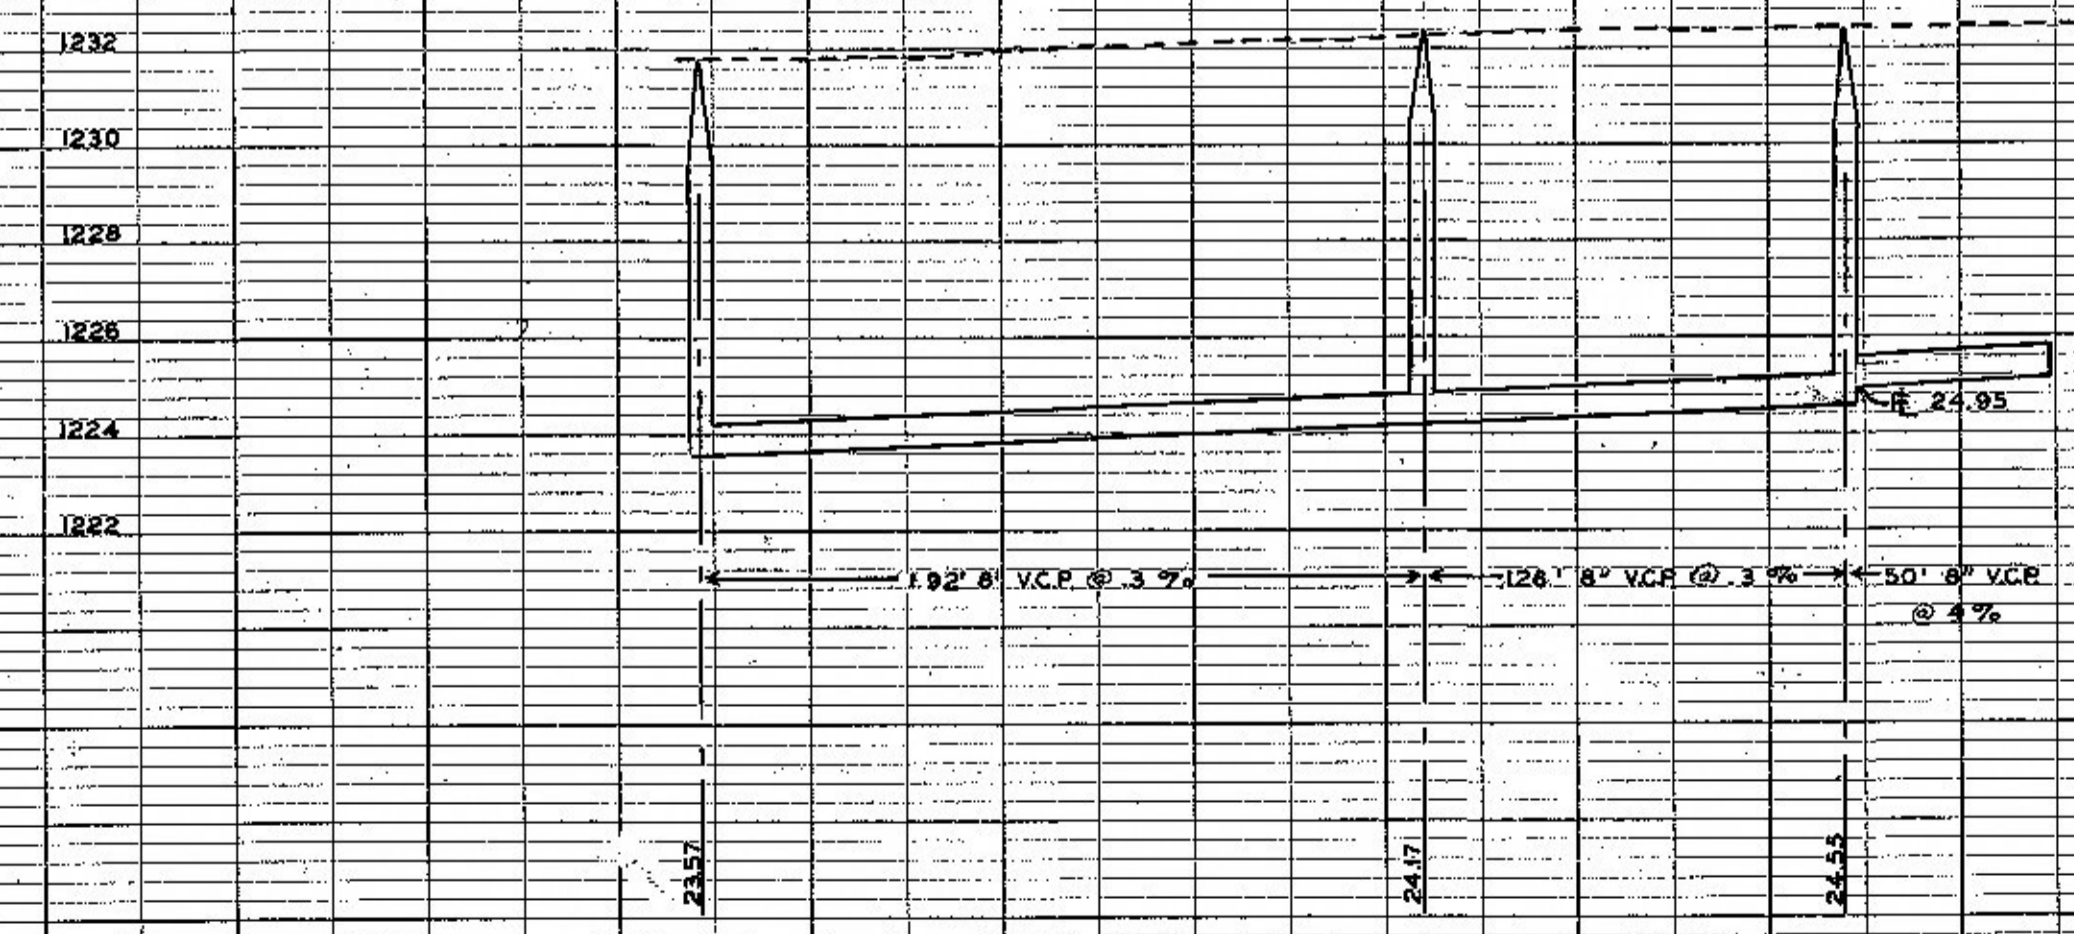 1232
1230
1228
1226
1224
℄ 24.95
1222
192' 8" V.C.P. @ .3 %
126' 8" V.C.P. @ .3 %
50' 8" V.C.P.
@ 4 %
23.57
24.17
24.55